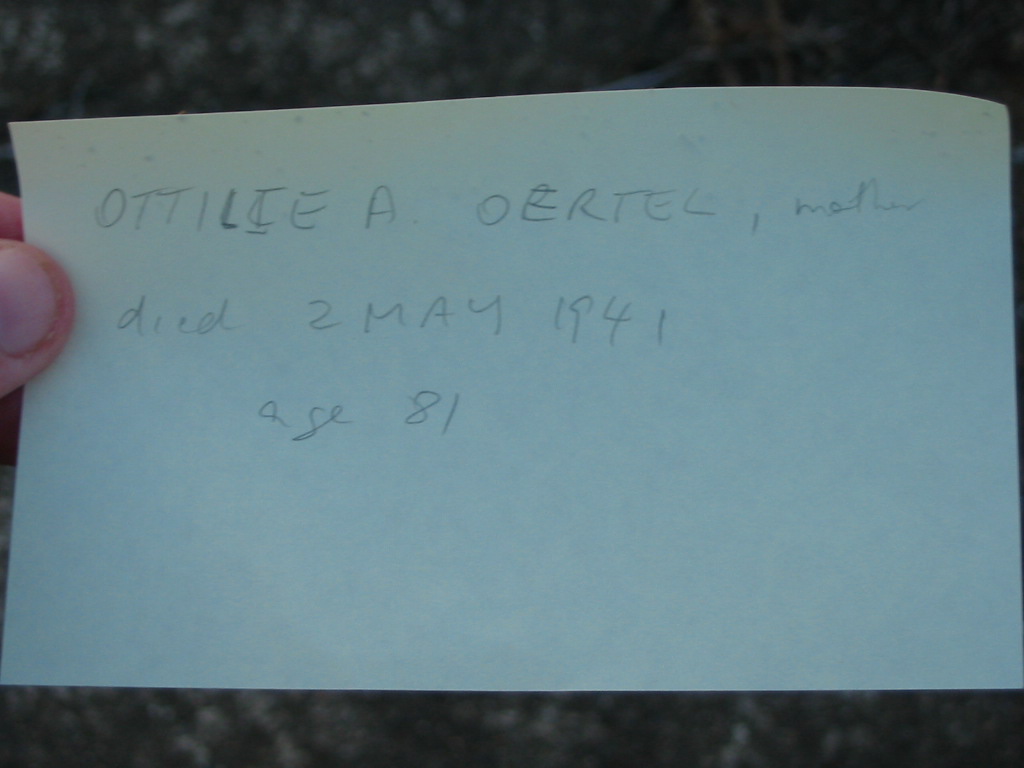 OTTILIE A. OERTEL, mother
died 2 MAY 1941
age 81